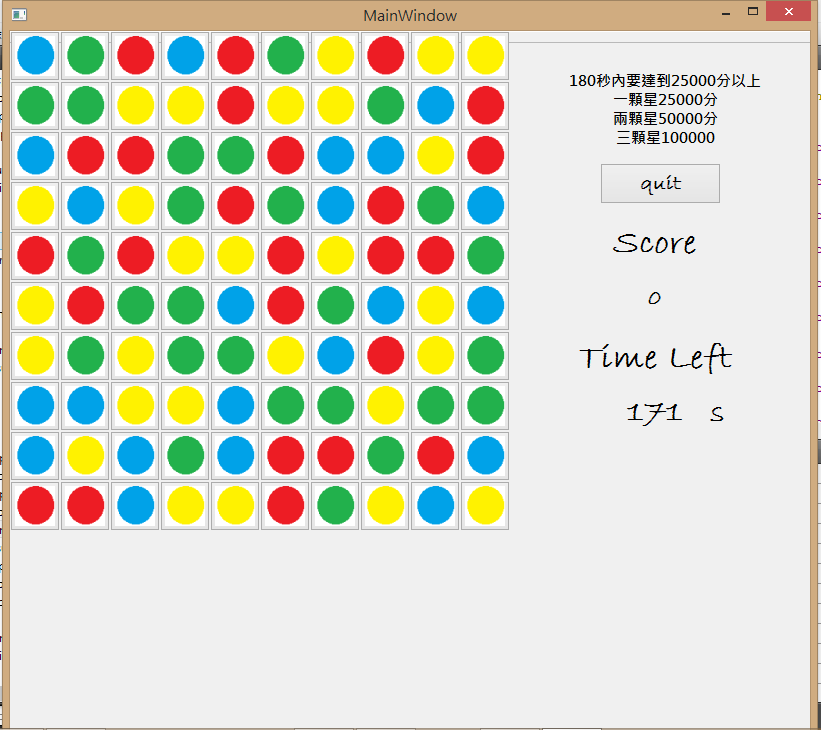 MainWindow
180秒內要達到25000分以上
一顆星25000分
兩顆星50000分
三顆星100000
quit
Score
0
Time Left
171 s